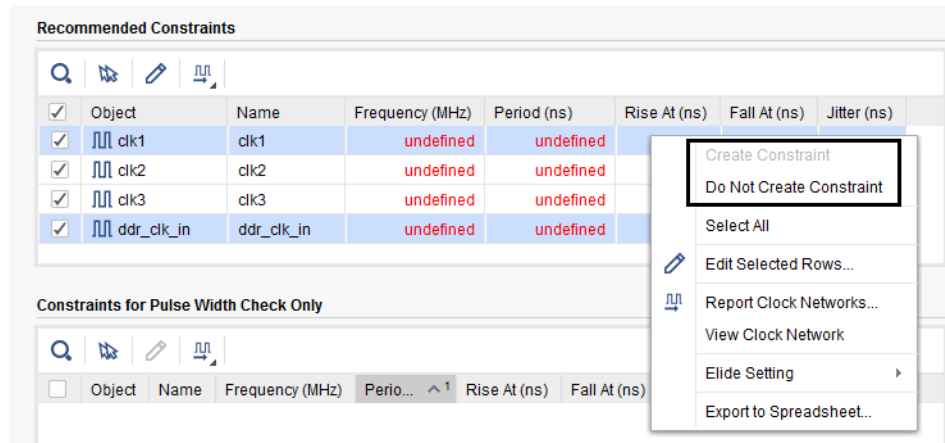 Recommended Constraints
Object Name Frequency (MHz) Period (ns) Rise At (ns) Fall At (ns) Jitter (ns)
clk1 clk1 undefined undefined
clk2 clk2 undefined undefined
clk3 clk3 undefined undefined
ddr_clk_in ddr_clk_in undefined undefined
Create Constraint
Do Not Create Constraint
Select All
Edit Selected Rows...
Report Clock Networks...
View Clock Network
Elide Setting
Export to Spreadsheet...
Constraints for Pulse Width Check Only
Object Name Frequency (MHz) Perio... 1 Rise At (ns) Fall At (ns)